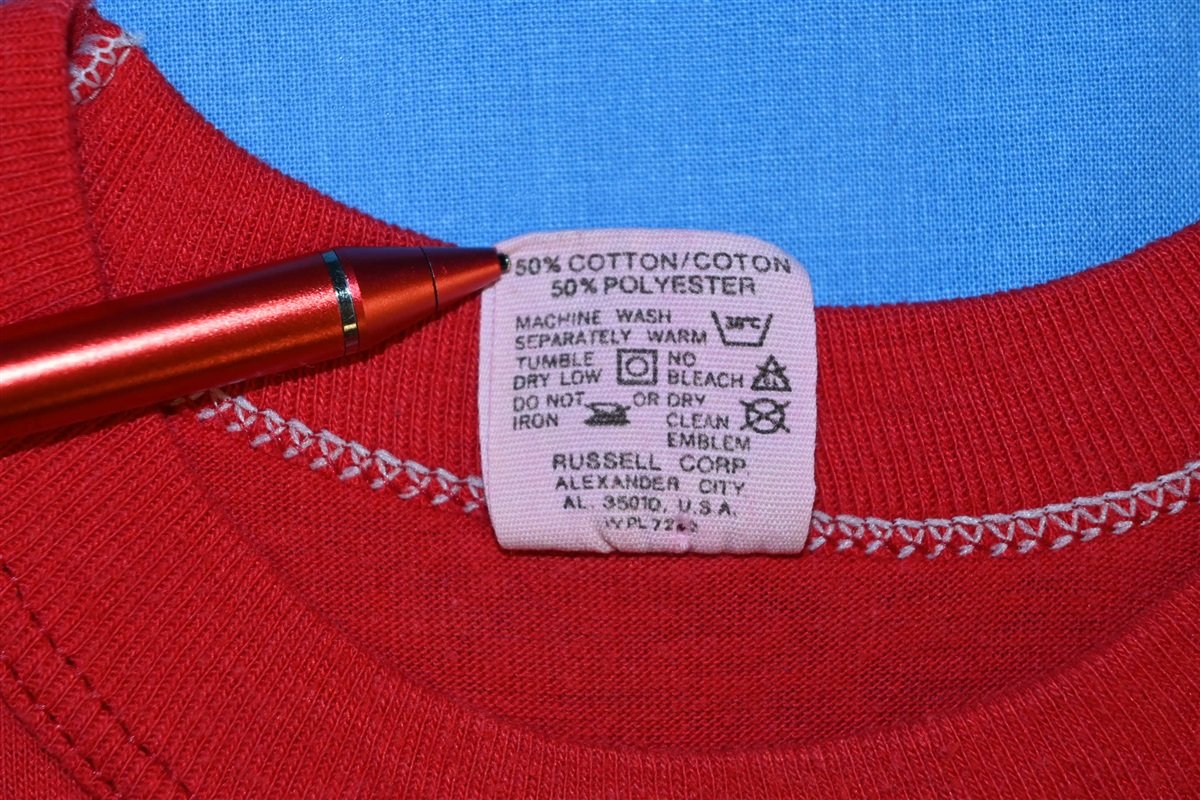 50% COTTON/COTON
50% POLYESTER
MACHINE WASH
SEPARATELY WARM
38°C
TUMBLE
DRY LOW
NO
BLEACH
DO NOT
IRON
OR DRY
CLEAN
EMBLEM
RUSSELL CORP.
ALEXANDER CITY
AL. 35010, U.S.A.